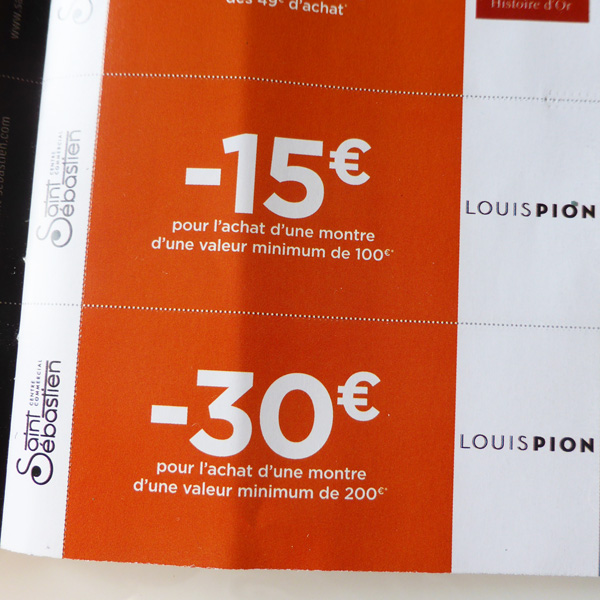 dès 49€ d'achat*
Histoire d'Or
-15€
pour l'achat d'une montre
d'une valeur minimum de 100€*
LOUISPION
CENTRE
COMMERCIAL
Saint
Sébastien
-30€
pour l'achat d'une montre
d'une valeur minimum de 200€*
LOUISPION
CENTRE
COMMERCIAL
Saint
Sébastien